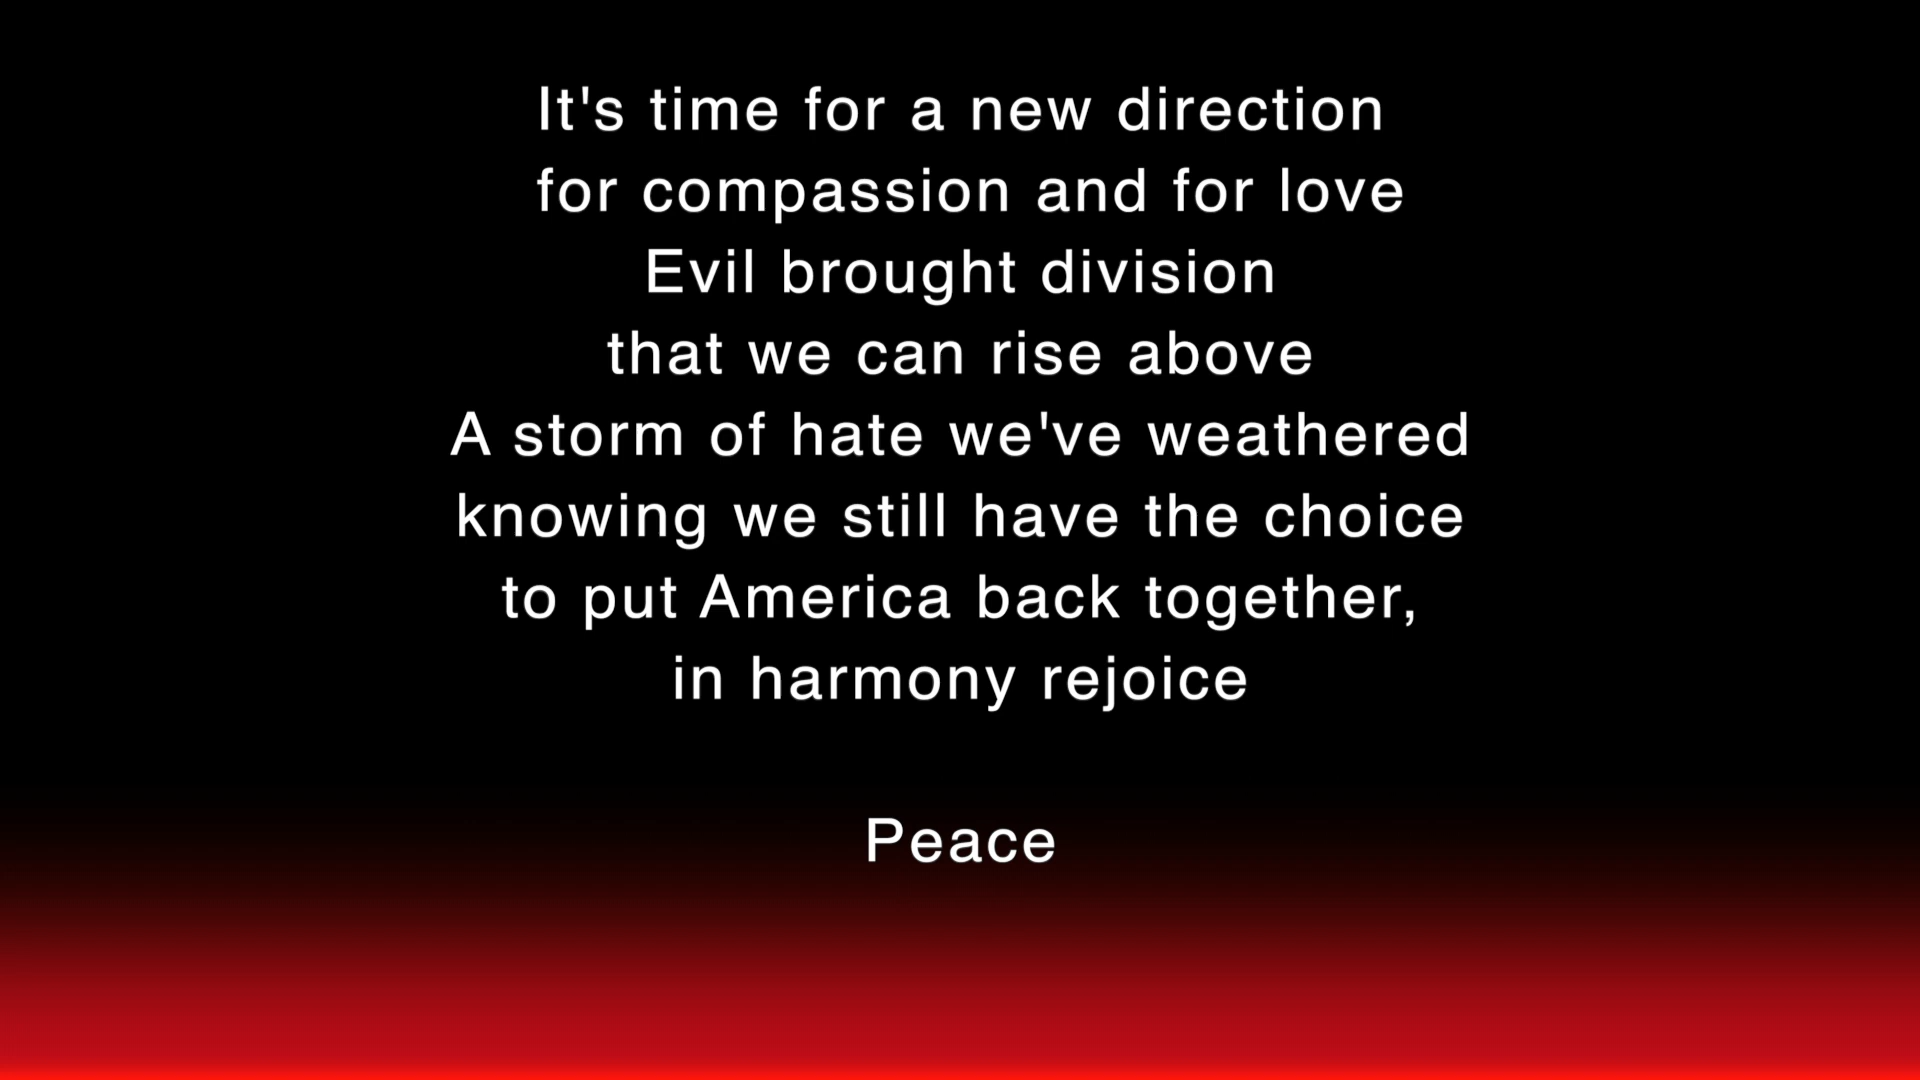 It's time for a new direction
for compassion and for love
Evil brought division
that we can rise above
A storm of hate we've weathered
knowing we still have the choice
to put America back together,
in harmony rejoice
Peace